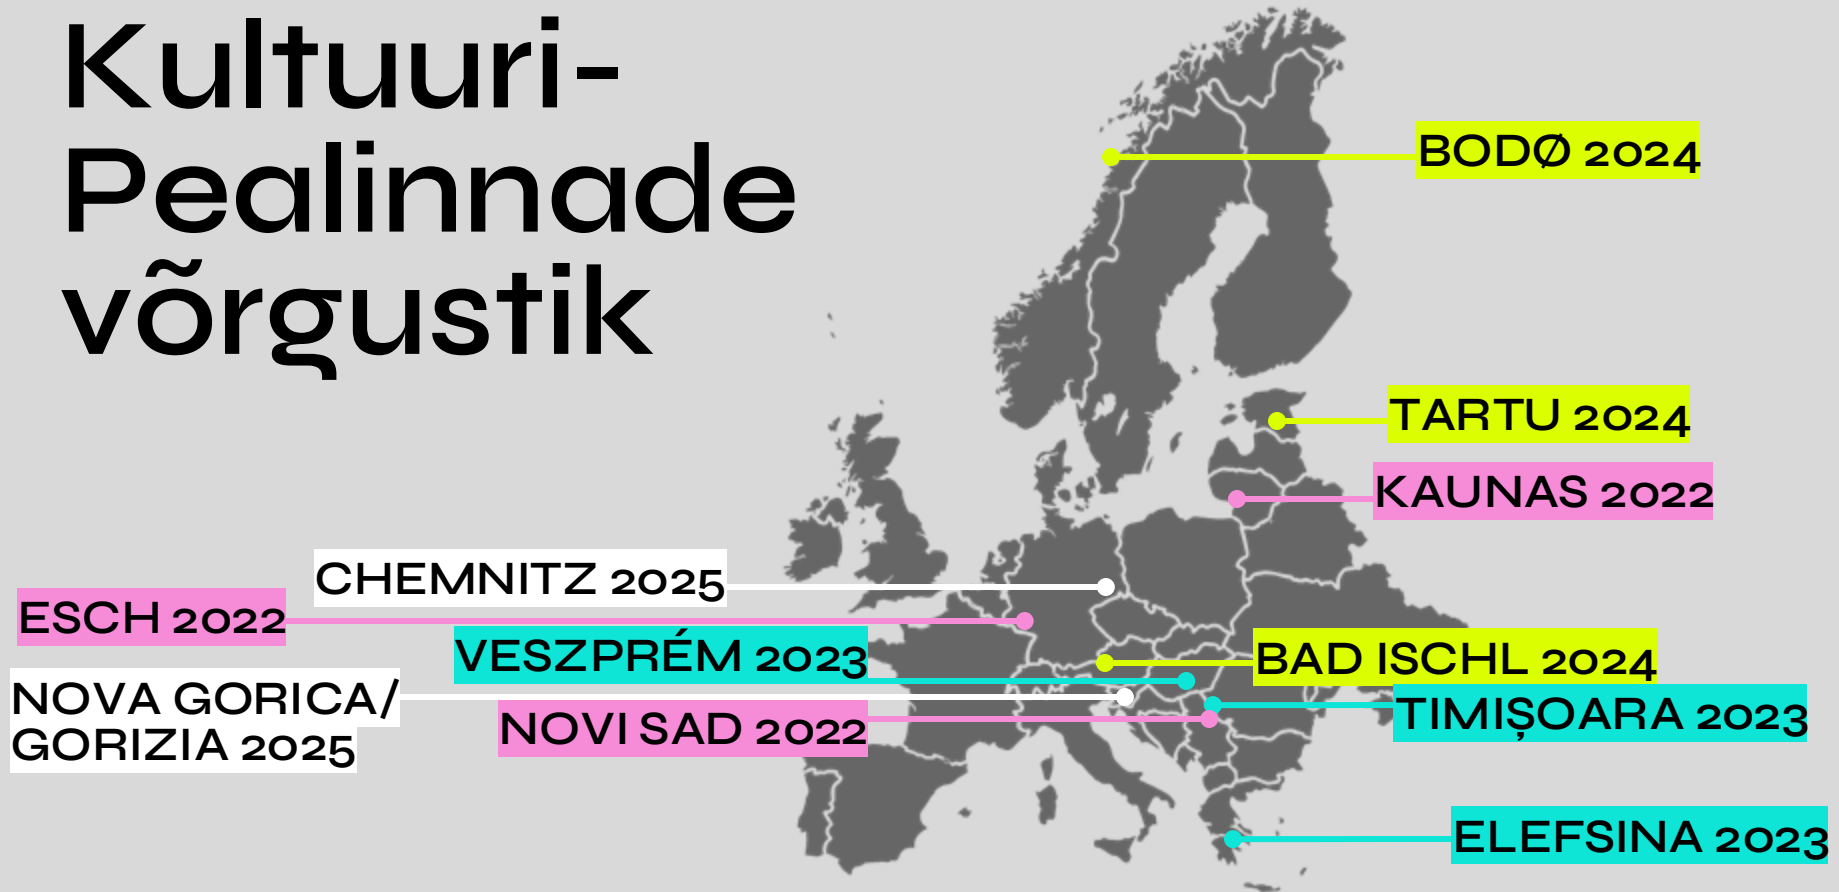 Kultuuri-
Pealinnade
võrgustik
BODØ 2024
TARTU 2024
KAUNAS 2022
CHEMNITZ 2025
ESCH 2022
VESZPRÉM 2023
BAD ISCHL 2024
NOVA GORICA/
GORIZIA 2025
NOVI SAD 2022
TIMIȘOARA 2023
ELEFSINA 2023